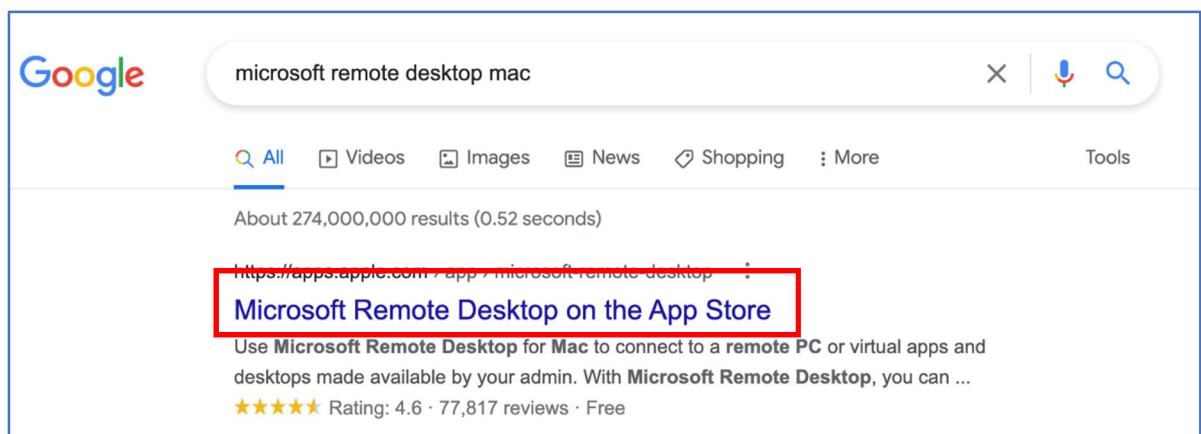 Google
microsoft remote desktop mac
All Videos Images News Shopping More Tools
About 274,000,000 results (0.52 seconds)
https://apps.apple.com › app › microsoft-remote-desktop
Microsoft Remote Desktop on the App Store
Use Microsoft Remote Desktop for Mac to connect to a remote PC or virtual apps and
desktops made available by your admin. With Microsoft Remote Desktop, you can ...
Rating: 4.6 · 77,817 reviews · Free